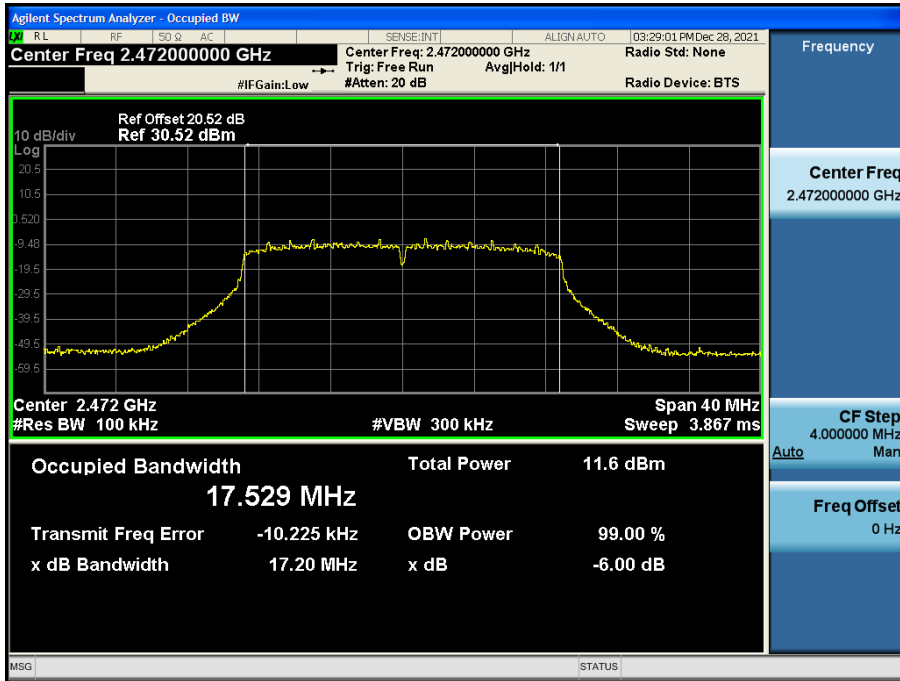 Agilent Spectrum Analyzer - Occupied BW
LXI RL RF 50 Ω AC SENSE:INT ALIGN AUTO 03:29:01 PM Dec 28, 2021
Center Freq 2.472000000 GHz
Center Freq: 2.472000000 GHz
Radio Std: None
Trig: Free Run Avg|Hold: 1/1
#IFGain:Low
#Atten: 20 dB
Radio Device: BTS
Ref Offset 20.52 dB
10 dB/div Ref 30.52 dBm
Log
20.5
10.5
0.520
-9.48
-19.5
-29.5
-39.5
-49.5
-59.5
Center 2.472 GHz
Span 40 MHz
#Res BW 100 kHz
#VBW 300 kHz
Sweep 3.867 ms
Occupied Bandwidth
17.529 MHz
Total Power 11.6 dBm
Transmit Freq Error -10.225 kHz
OBW Power 99.00 %
x dB Bandwidth 17.20 MHz
x dB -6.00 dB
MSG
STATUS
Frequency
Center Freq
2.472000000 GHz
CF Step
4.000000 MHz
Auto Man
Freq Offset
0 Hz